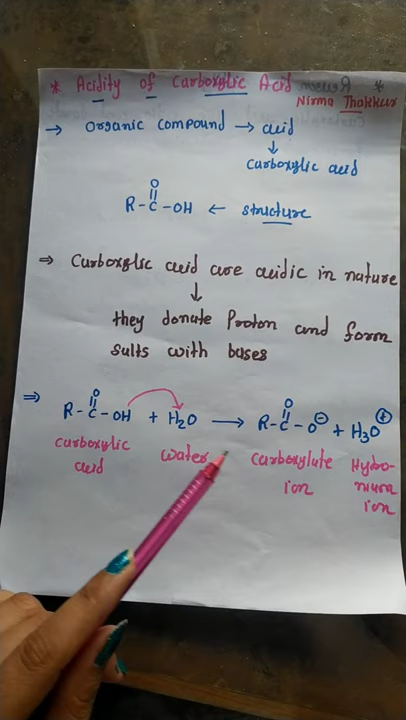 * Acidity of Carboxylic Acid *
Nirma Thakkur
→ Organic compound → acid
↓
Carboxylic acid
O
||
R-C-OH ← structure
⇒ Carboxylic acid are acidic in nature
↓
they donate Proton and form
salts with bases
⇒ O O
|| ||
R-C-OH + H2O → R-C-O⊖ + H3O⊕
carboxylic water carboxylate Hydro-
acid ion nium
ion